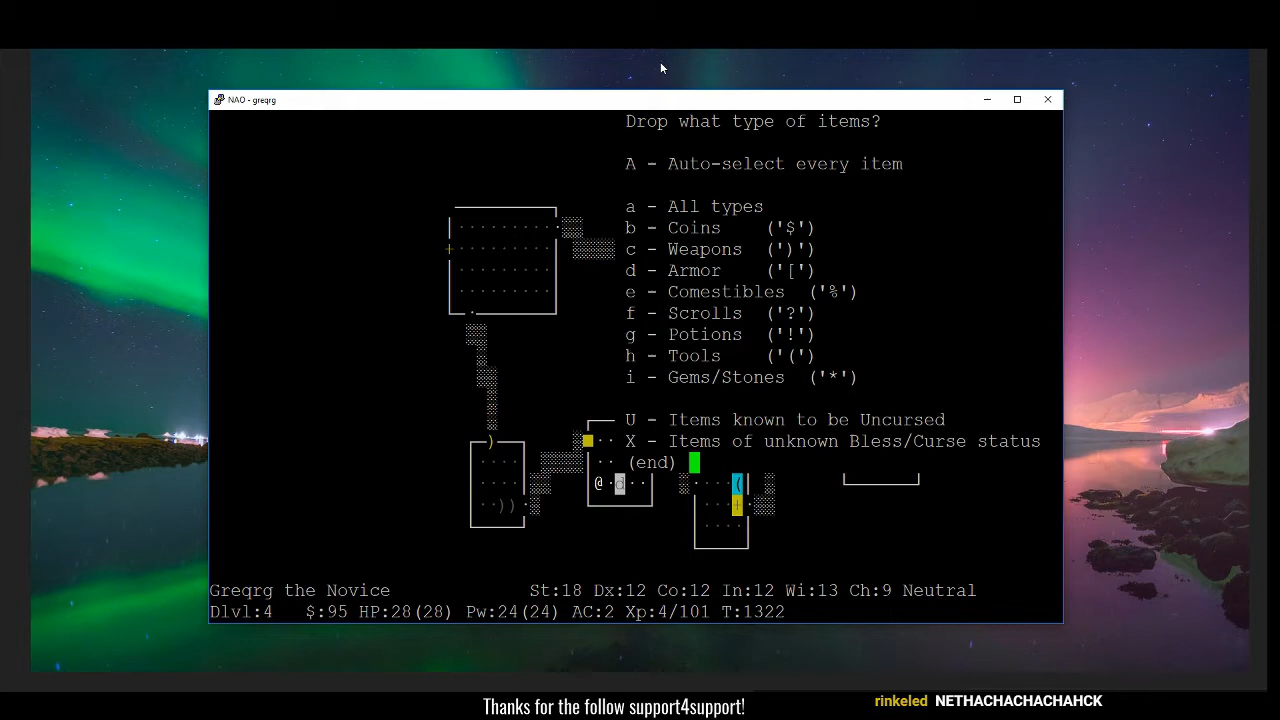 NAO - greqrg
Drop what type of items?
A - Auto-select every item
a - All types
b - Coins ('$')
c - Weapons (')')
d - Armor ('[')
e - Comestibles ('%')
f - Scrolls ('?')
g - Potions ('!')
h - Tools ('(')
i - Gems/Stones ('*')
U - Items known to be Uncursed
X - Items of unknown Bless/Curse status
(end)
Greqrg the Novice St:18 Dx:12 Co:12 In:12 Wi:13 Ch:9 Neutral
Dlvl:4 $:95 HP:28(28) Pw:24(24) AC:2 Xp:4/101 T:1322
Thanks for the follow support4support!
rinkeled NETHACHACHACHAHCK